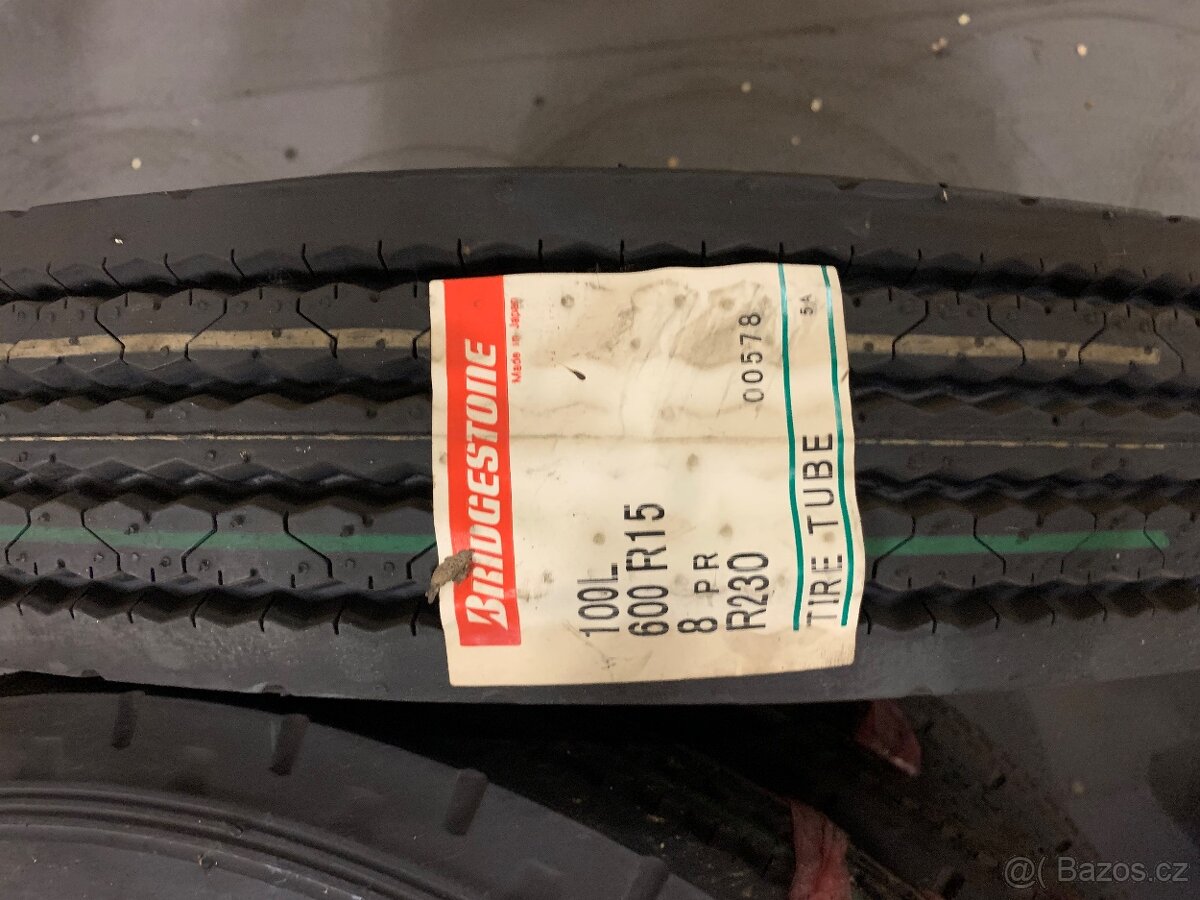 BRIDGESTONE
Made in Japan
100L
600 R15
8 PR
R230
00578
TIRE TUBE
5A
@( Bazos.cz